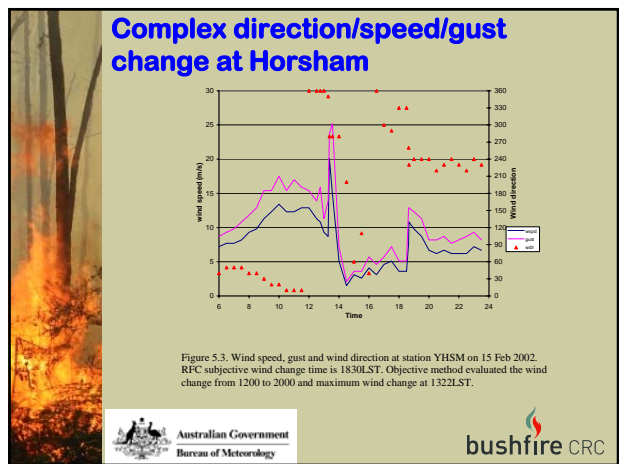 Complex direction/speed/gust
change at Horsham
30
25
20
15
10
5
0
wind speed (m/s)
360
330
300
270
240
210
180
150
120
90
60
30
0
Wind direction
6 8 10 12 14 16 18 20 22 24
Time
wspd
gust
wdir
Figure 5.3. Wind speed, gust and wind direction at station YHSM on 15 Feb 2002.
RFC subjective wind change time is 1830LST. Objective method evaluated the wind
change from 1200 to 2000 and maximum wind change at 1322LST.
Australian Government
Bureau of Meteorology
bushfire CRC